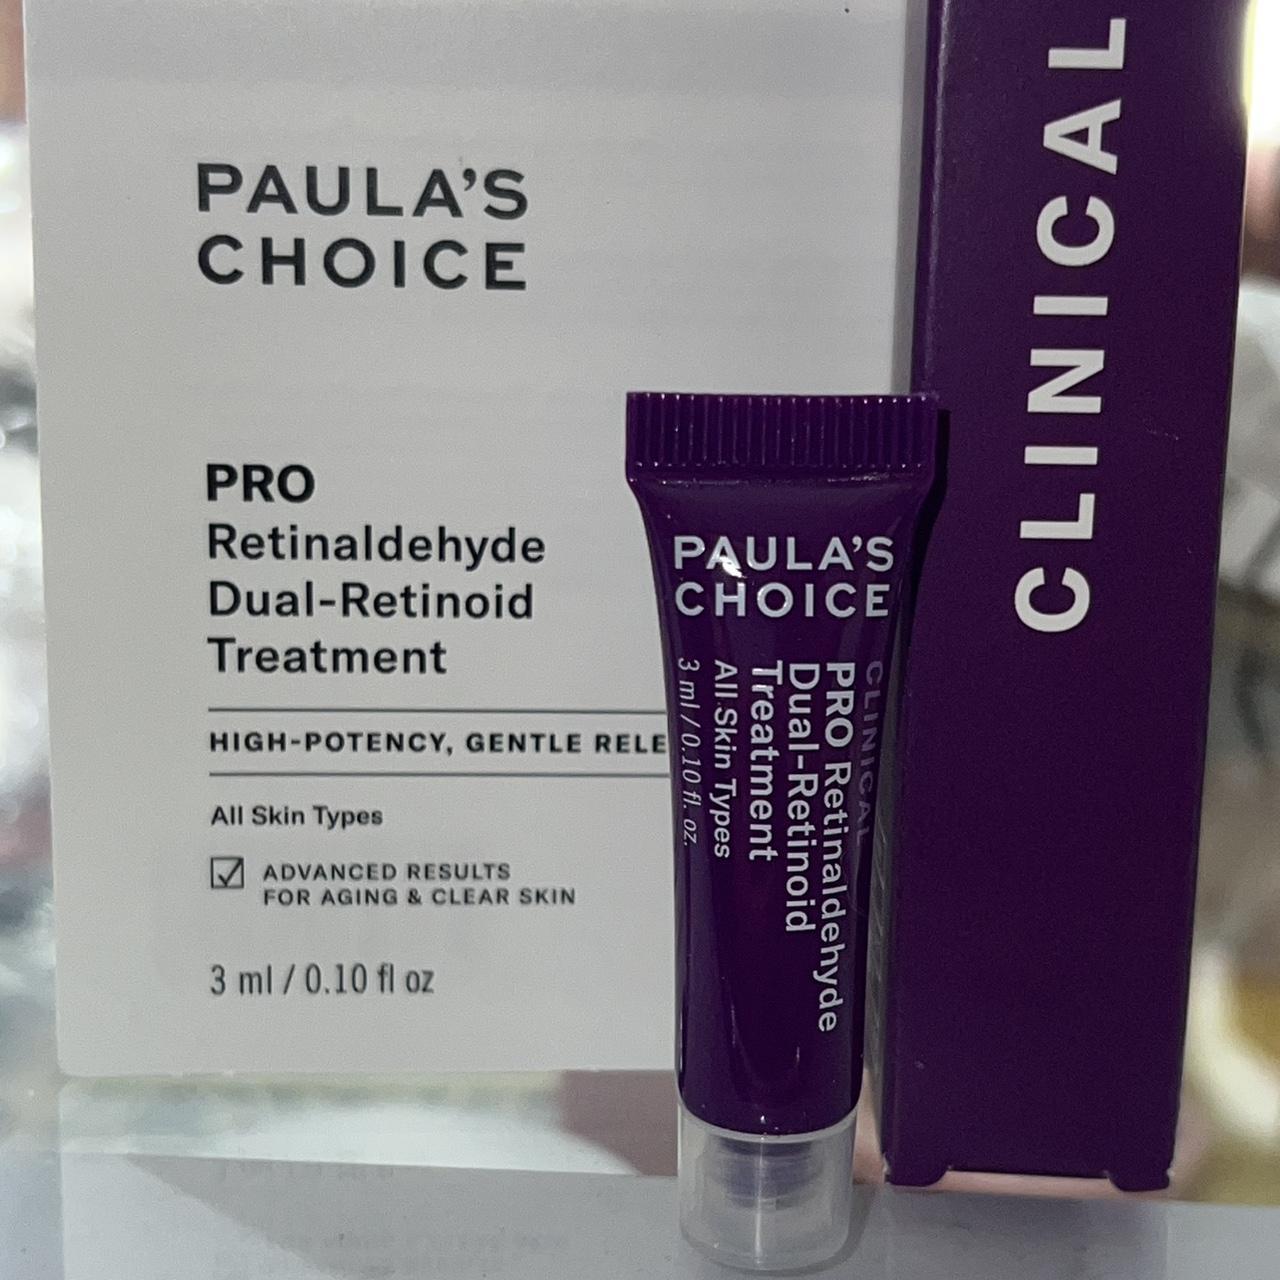 PAULA'S
CHOICE
PRO
Retinaldehyde
Dual-Retinoid
Treatment
HIGH-POTENCY, GENTLE
All Skin Types
ADVANCED RESULTS
FOR AGING & CLEAR SKIN
3 ml / 0.10 fl oz
PAULA'S
CHOICE
CLINICAL
PRO Retinaldehyde
Dual-Retinoid
Treatment
All Skin Types
3 ml / 0.10 fl. oz.
CLINICAL